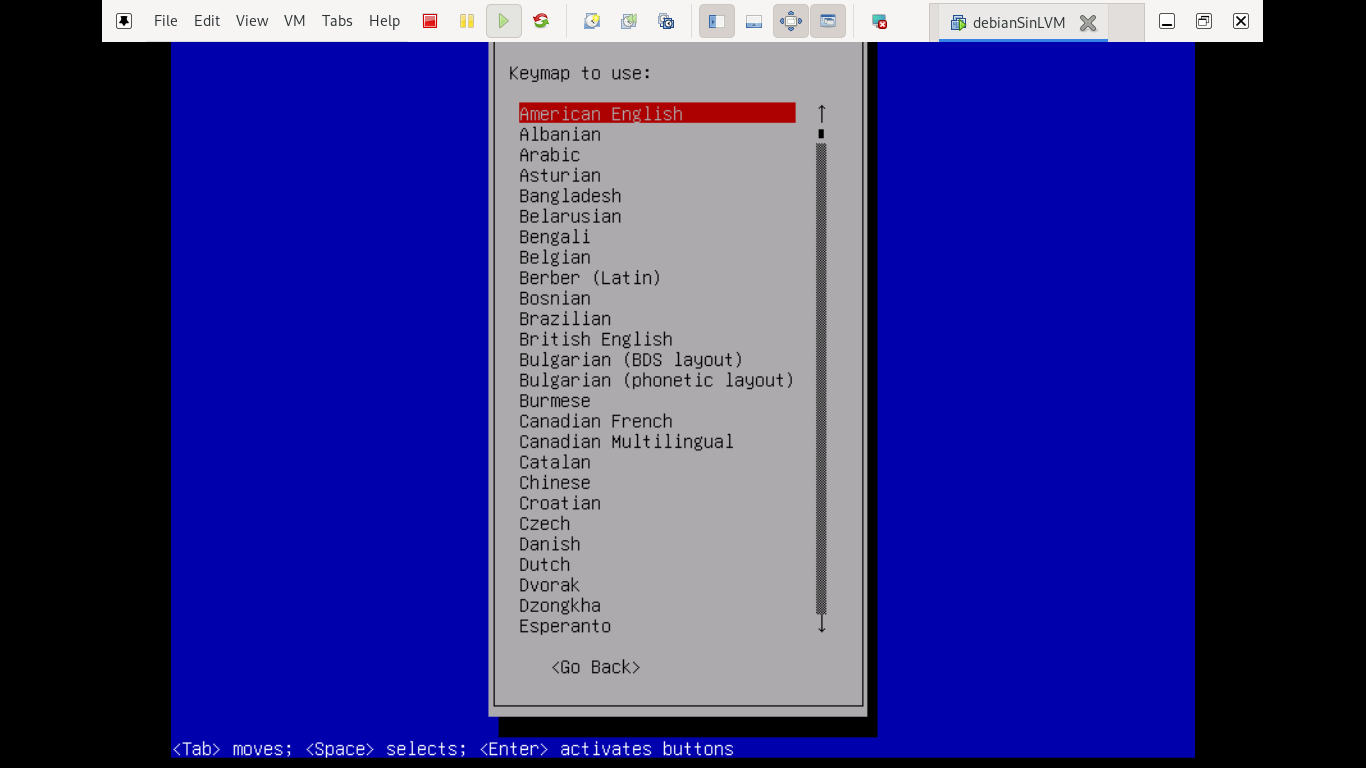 File Edit View VM Tabs Help debianSinLVM
Keymap to use:
American English
Albanian
Arabic
Asturian
Bangladesh
Belarusian
Bengali
Belgian
Berber (Latin)
Bosnian
Brazilian
British English
Bulgarian (BDS layout)
Bulgarian (phonetic layout)
Burmese
Canadian French
Canadian Multilingual
Catalan
Chinese
Croatian
Czech
Danish
Dutch
Dvorak
Dzongkha
Esperanto
<Go Back>
<Tab> moves; <Space> selects; <Enter> activates buttons